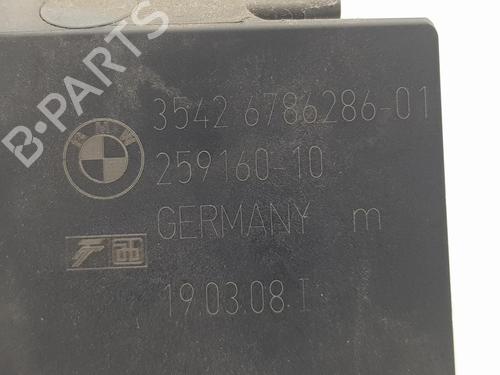 B-PARTS
BMW
3542 6786286-01
259160-10
GERMANY m
19.03.08 I